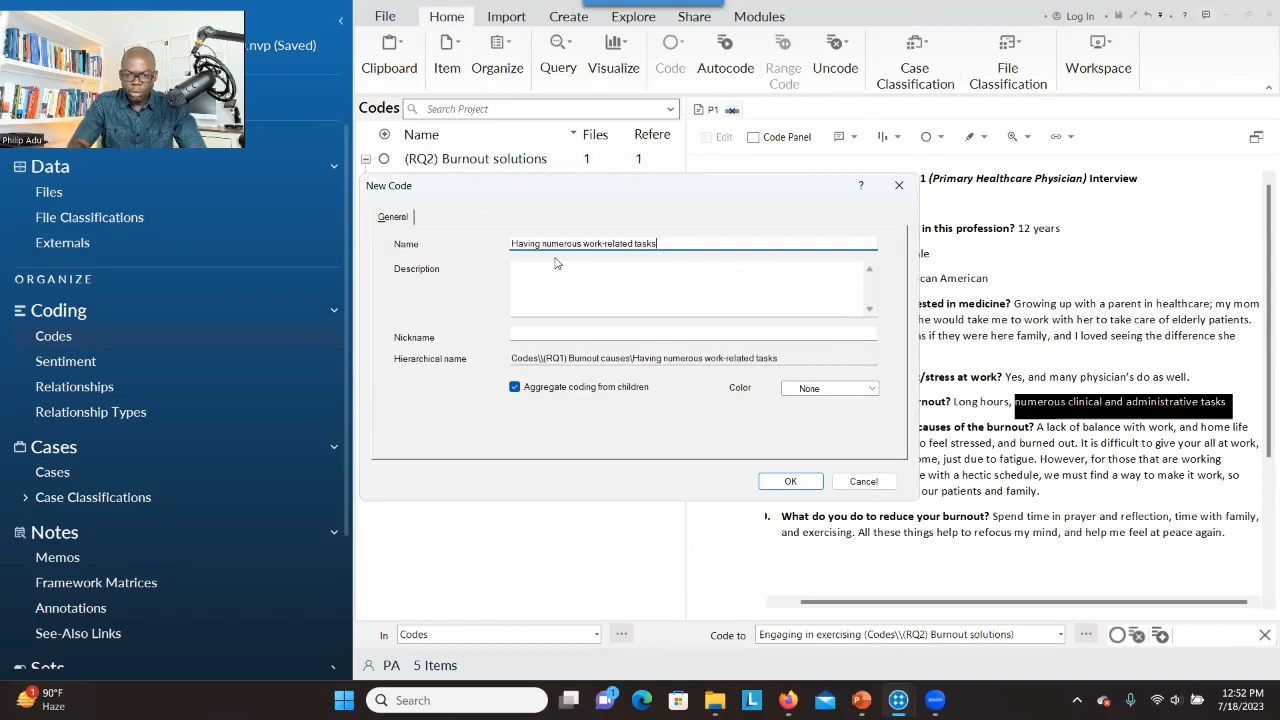 .nvp (Saved)
Philip Adu
Data
Files
File Classifications
Externals
ORGANIZE
Coding
Codes
Sentiment
Relationships
Relationship Types
Cases
Cases
Case Classifications
Notes
Memos
Framework Matrices
Annotations
See-Also Links
Sets
File Home Import Create Explore Share Modules
Log In
Clipboard Item Organize Query Visualize Code Autocode Range Code Uncode Case Classification File Classification Workspace
Codes Search Project
Name Files Refere
(RQ2) Burnout solutions 1 1
P1
Edit Code Panel
New Code
General
Name Having numerous work-related tasks
Description
Nickname
Hierarchical name Codes\\(RQ1) Burnout causes\Having numerous work-related tasks
Aggregate coding from children Color None
OK Cancel
1 (Primary Healthcare Physician) Interview
in this profession? 12 years
ican American
ested in medicine? Growing up with a parent in healthcare; my mom
he would take me to work with her to take care of elderly patients.
s if they were here family, and I loved seeing the difference she
/stress at work? Yes, and many physician's do as well.
nout? Long hours, numerous clinical and administrative tasks
causes of the burnout? A lack of balance with work, and home life
o feel stressed, and burned out. It is difficult to give your all at work,
ome, just due to fatigue. However, for those that are working
e with a hectic schedule, we must find a way to make it work, so
our patients and family.
What do you do to reduce your burnout? Spend time in prayer and reflection, time with family,
and exercising. All these things help to refocus my mind, and help me feel at peace again.
In Codes
Code to Engaging in exercising (Codes\\(RQ2) Burnout solutions)
PA 5 Items
1
90°F
Haze
Search
1
12:52 PM
7/18/2023